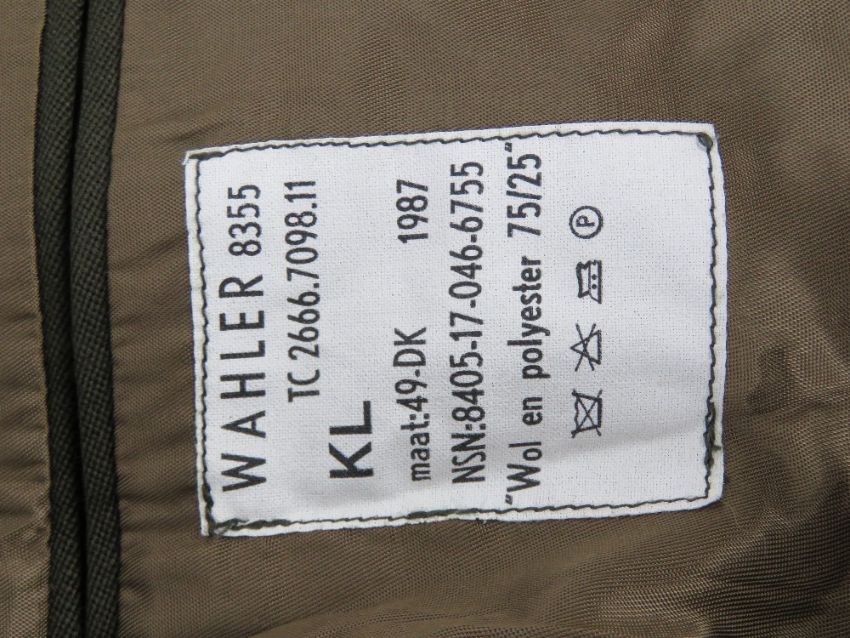 WAHLER 8355
TC 2666.7098.11
KL
maat:49-DK 1987
NSN:8405-17-046-6755
"Wol en polyester 75/25"
P